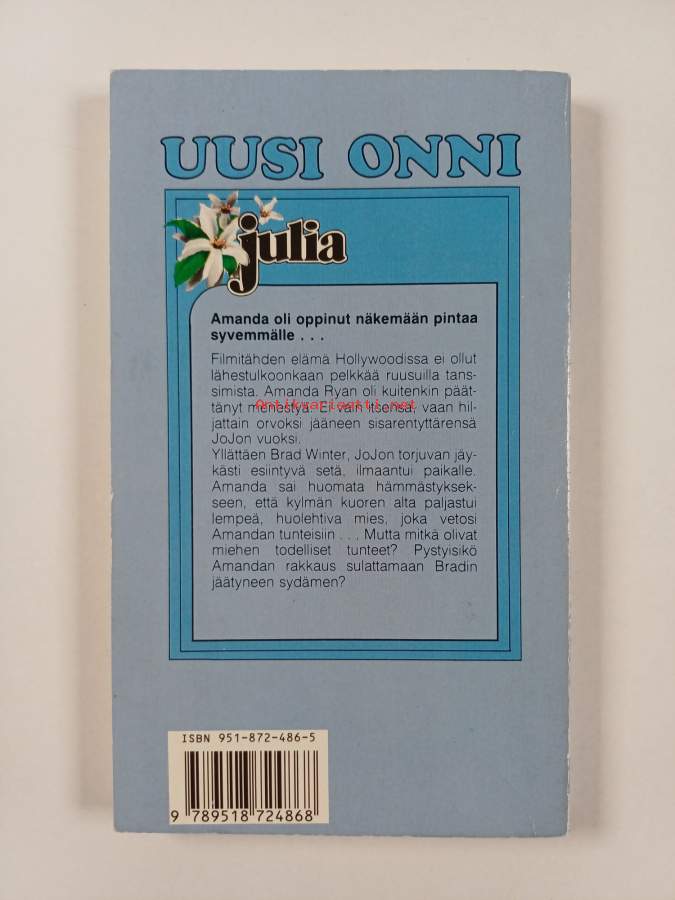 UUSI ONNI
julia
Amanda oli oppinut näkemään pintaa
syvemmälle . . .
Filmitähden elämä Hollywoodissa ei ollut
lähestulkoonkaan pelkkää ruusuilla tans-
simista. Amanda Ryan oli kuitenkin päät-
tänyt menestyä. Ei vain itsensä, vaan hil-
Antikvariaatti.net
jattain orvoksi jääneen sisarentyttärensä
JoJon vuoksi.
Yllättäen Brad Winter, JoJon torjuvan jäy-
kästi esiintyvä setä, ilmaantui paikalle.
Amanda sai huomata hämmästyksek-
seen, että kylmän kuoren alta paljastui
lempeä, huolehtiva mies, joka vetosi
Amandan tunteisiin . . . Mutta mitkä olivat
miehen todelliset tunteet? Pystyisikö
Amandan rakkaus sulattamaan Bradin
jäätyneen sydämen?
ISBN 951-872-486-5
9 789518 724868